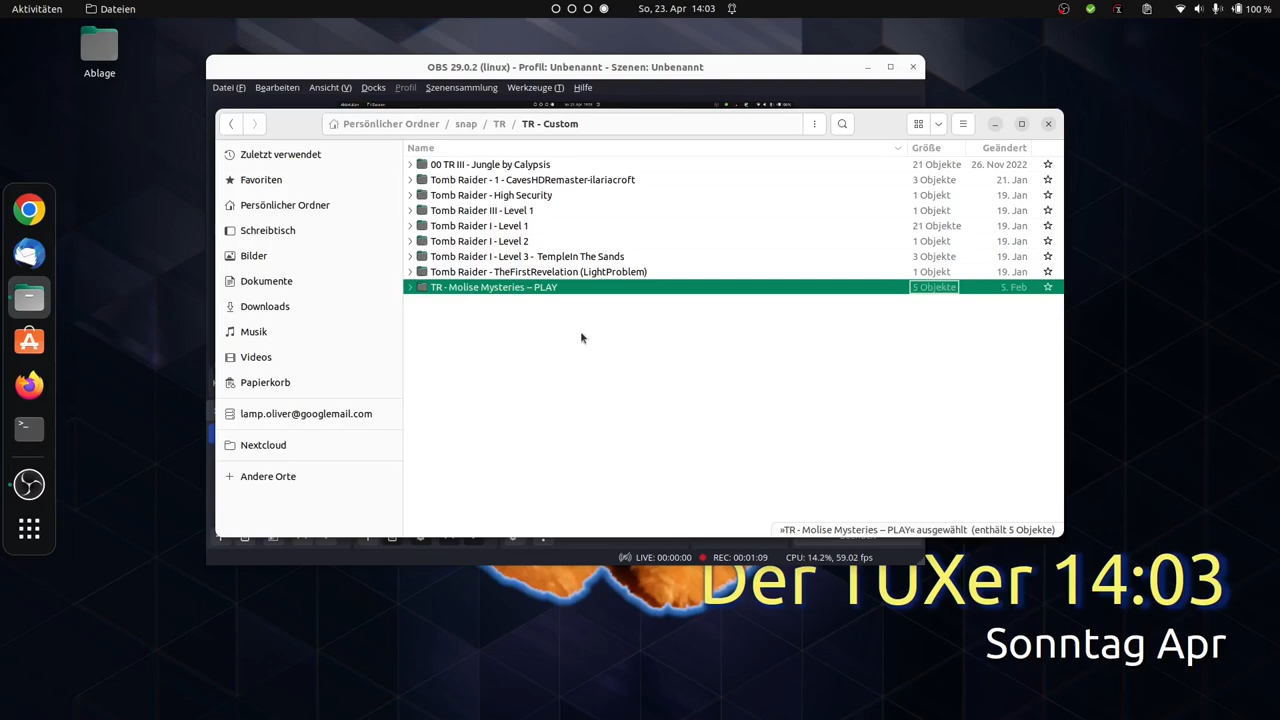 Aktivitäten
Dateien
So, 23. Apr 14:03
100 %
Ablage
OBS 29.0.2 (linux) - Profil: Unbenannt - Szenen: Unbenannt
Datei (F)
Bearbeiten
Ansicht (V)
Docks
Profil
Szenensammlung
Werkzeuge (T)
Hilfe
Persönlicher Ordner / snap / TR / TR - Custom
Zuletzt verwendet
Favoriten
Persönlicher Ordner
Schreibtisch
Bilder
Dokumente
Downloads
Musik
Videos
Papierkorb
lamp.oliver@googlemail.com
Nextcloud
Andere Orte
Name Größe Geändert
00 TR III - Jungle by Calypsis 21 Objekte 26. Nov 2022
Tomb Raider - 1 - CavesHDRemaster-ilariacroft 3 Objekte 21. Jan
Tomb Raider - High Security 1 Objekt 19. Jan
Tomb Raider III - Level 1 1 Objekt 19. Jan
Tomb Raider I - Level 1 21 Objekte 19. Jan
Tomb Raider I - Level 2 1 Objekt 19. Jan
Tomb Raider I - Level 3 - TempleIn The Sands 3 Objekte 19. Jan
Tomb Raider - TheFirstRevelation (LightProblem) 1 Objekt 19. Jan
TR - Molise Mysteries -- PLAY 5 Objekte 5. Feb
»TR - Molise Mysteries -- PLAY« ausgewählt (enthält 5 Objekte)
LIVE: 00:00:00
REC: 00:01:09
CPU: 14.2%, 59.02 fps
Der TUXer 14:03
Sonntag Apr